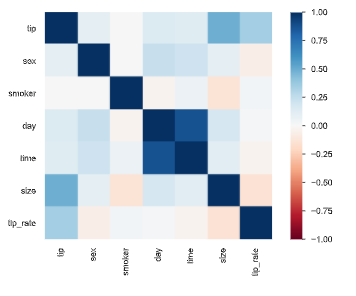 tip
sex
smoker
day
time
size
tip_rate
tip
sex
smoker
day
time
size
tip_rate
1.00
0.75
0.50
0.25
0.00
−0.25
−0.50
−0.75
−1.00